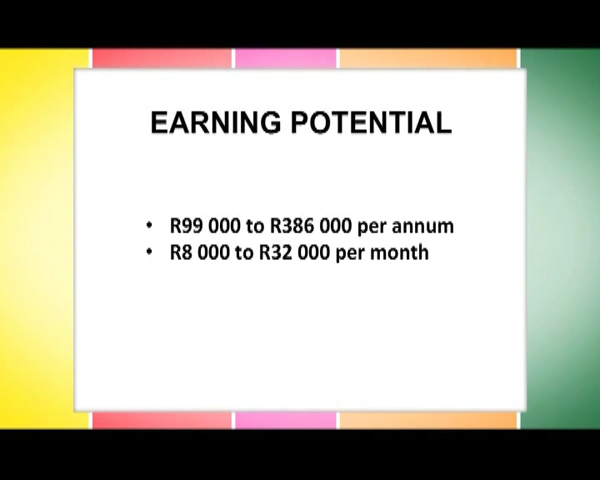 EARNING POTENTIAL
• R99 000 to R386 000 per annum
• R8 000 to R32 000 per month